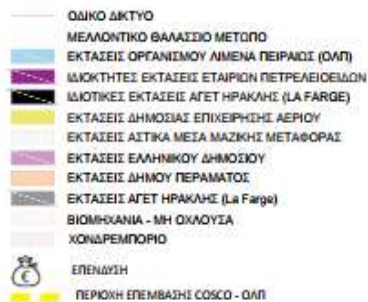 ΟΔΙΚΟ ΔΙΚΤΥΟ
ΜΕΛΛΟΝΤΙΚΟ ΘΑΛΑΣΣΙΟ ΜΕΤΩΠΟ
ΕΚΤΑΣΕΙΣ ΟΡΓΑΝΙΣΜΟΥ ΛΙΜΕΝΑ ΠΕΙΡΑΙΩΣ (ΟΛΠ)
ΙΔΙΟΚΤΗΤΕΣ ΕΚΤΑΣΕΙΣ ΕΤΑΙΡΙΩΝ ΠΕΤΡΕΛΕΙΟΕΙΔΩΝ
ΙΔΙΟΤΙΚΕΣ ΕΚΤΑΣΕΙΣ ΑΓΕΤ ΗΡΑΚΛΗΣ (LA FARGE)
ΕΚΤΑΣΕΙΣ ΔΗΜΟΣΙΑΣ ΕΠΙΧΕΙΡΗΣΗΣ ΑΕΡΙΟΥ
ΕΚΤΑΣΕΙΣ ΑΣΤΙΚΑ ΜΕΣΑ ΜΑΖΙΚΗΣ ΜΕΤΑΦΟΡΑΣ
ΕΚΤΑΣΕΙΣ ΕΛΛΗΝΙΚΟΥ ΔΗΜΟΣΙΟΥ
ΕΚΤΑΣΕΙΣ ΔΗΜΟΥ ΠΕΡΑΜΑΤΟΣ
ΕΚΤΑΣΕΙΣ ΑΓΕΤ ΗΡΑΚΛΗΣ (La Farge)
ΒΙΟΜΗΧΑΝΙΑ - ΜΗ ΟΧΛΟΥΣΑ
ΧΟΝΔΡΕΜΠΟΡΙΟ
€ ΕΠΕΝΔΥΣΗ
ΠΕΡΙΟΧΗ ΕΠΕΜΒΑΣΗΣ COSCO - ΟΛΠ